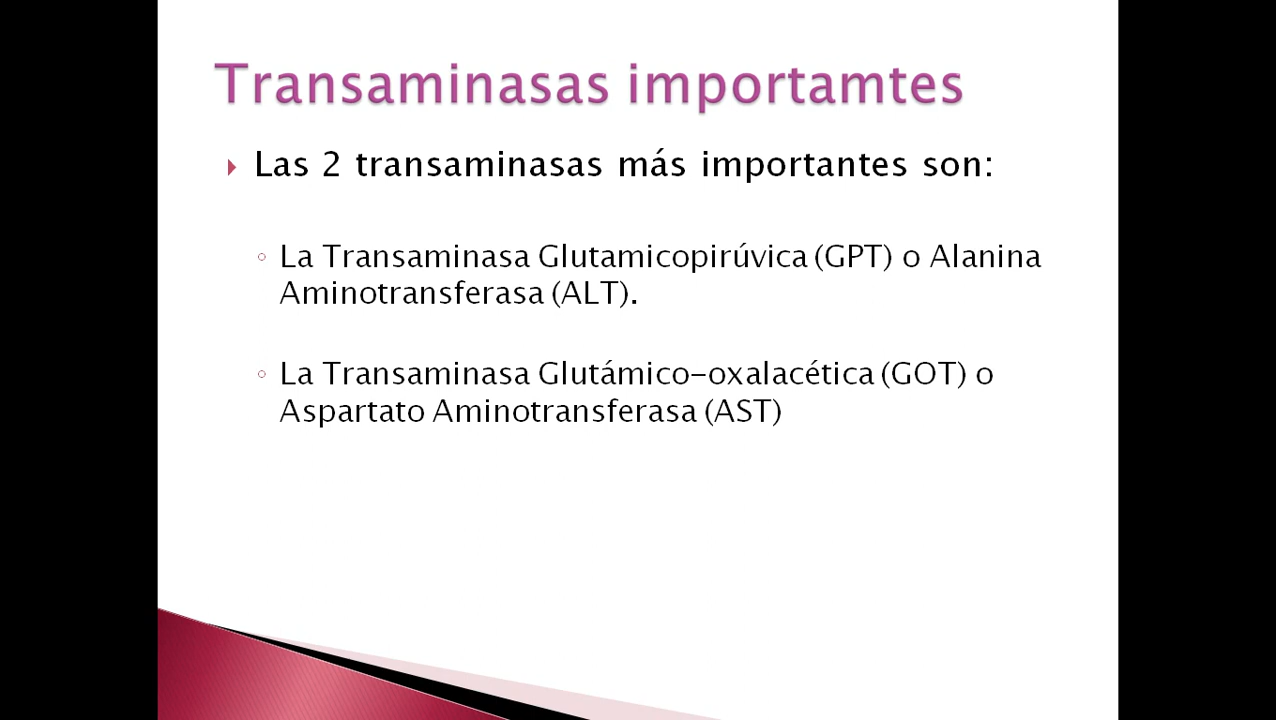 Transaminasas importamtes
Las 2 transaminasas más importantes son:
La Transaminasa Glutamicopirúvica (GPT) o Alanina
Aminotransferasa (ALT).
La Transaminasa Glutámico-oxalacética (GOT) o
Aspartato Aminotransferasa (AST)